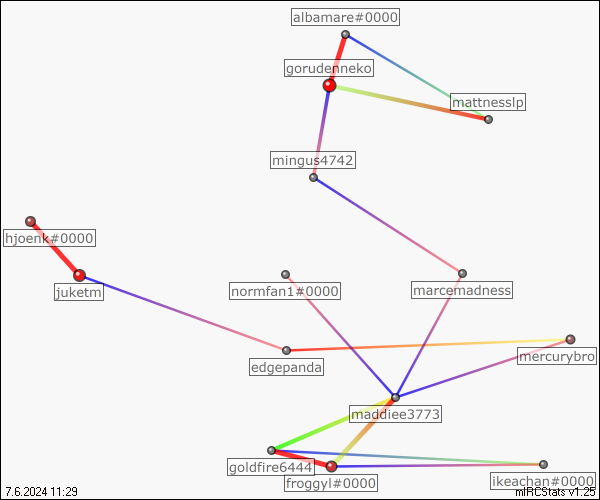 albamare#0000
gorudenneko
mattnesslp
mingus4742
hjoenk#0000
juketm
normfan1#0000
marcemadness
edgepanda
mercurybro
maddiee3773
goldfire6444
froggyl#0000
ikeachan#0000
7.6.2024 11:29
mIRCStats v1.25